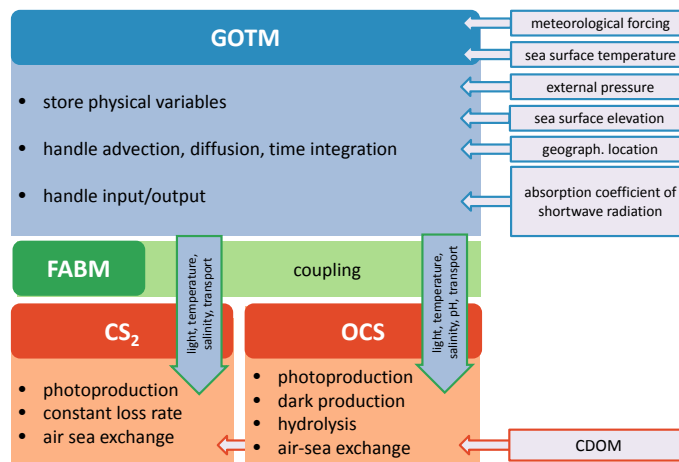 GOTM
• store physical variables
• handle advection, diffusion, time integration
• handle input/output
meteorological forcing
sea surface temperature
external pressure
sea surface elevation
geograph. location
absorption coefficient of
shortwave radiation
FABM
coupling
light, temperature,
salinity, transport
light, temperature,
salinity, pH, transport
CS₂
• photoproduction
• constant loss rate
• air sea exchange
OCS
• photoproduction
• dark production
• hydrolysis
• air-sea exchange
CDOM